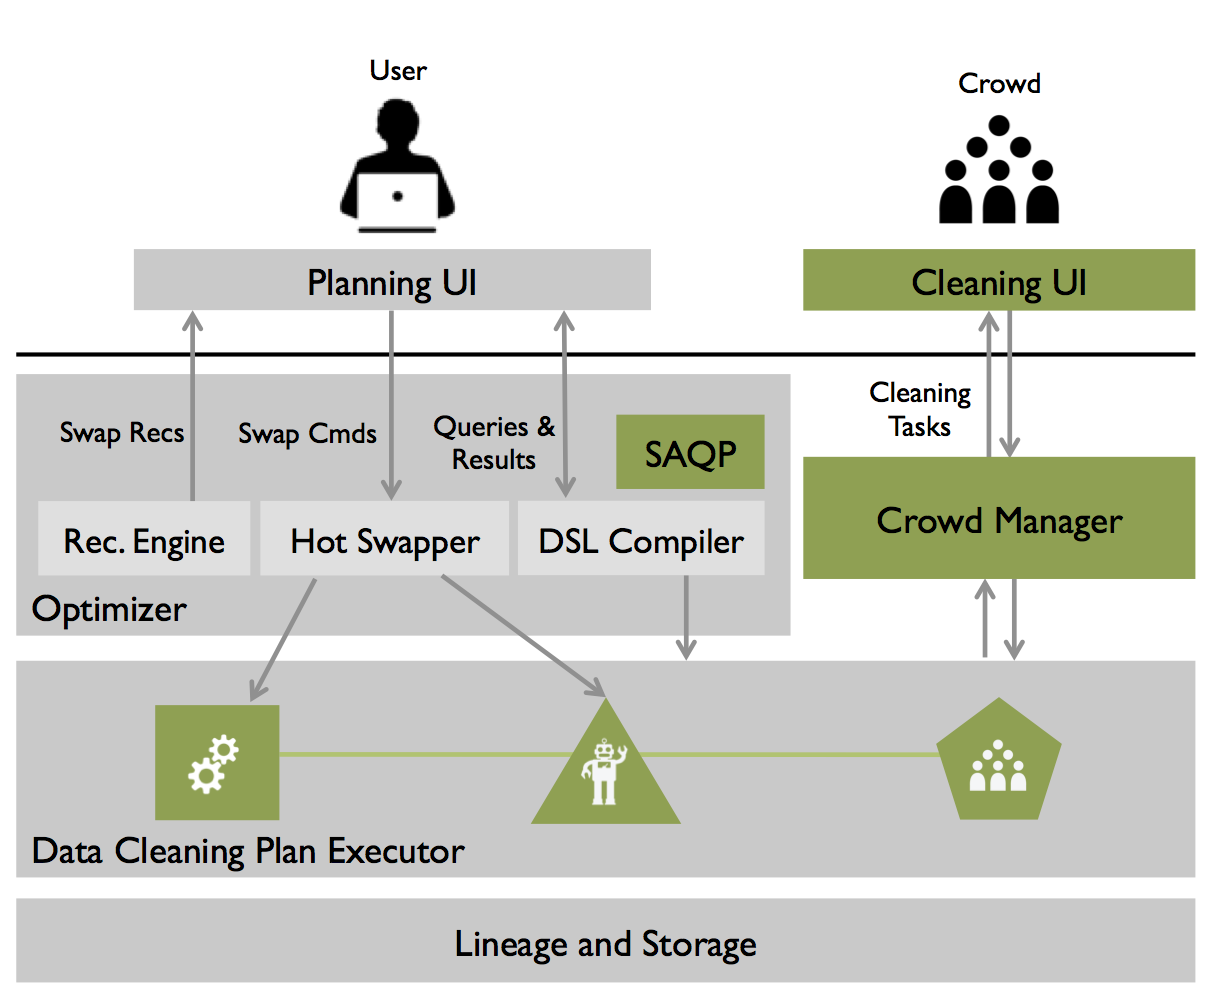 User
Crowd
Planning UI
Cleaning UI
Swap Recs
Swap Cmds
Queries &
Results
SAQP
Cleaning
Tasks
Rec. Engine
Hot Swapper
DSL Compiler
Crowd Manager
Optimizer
Data Cleaning Plan Executor
Lineage and Storage